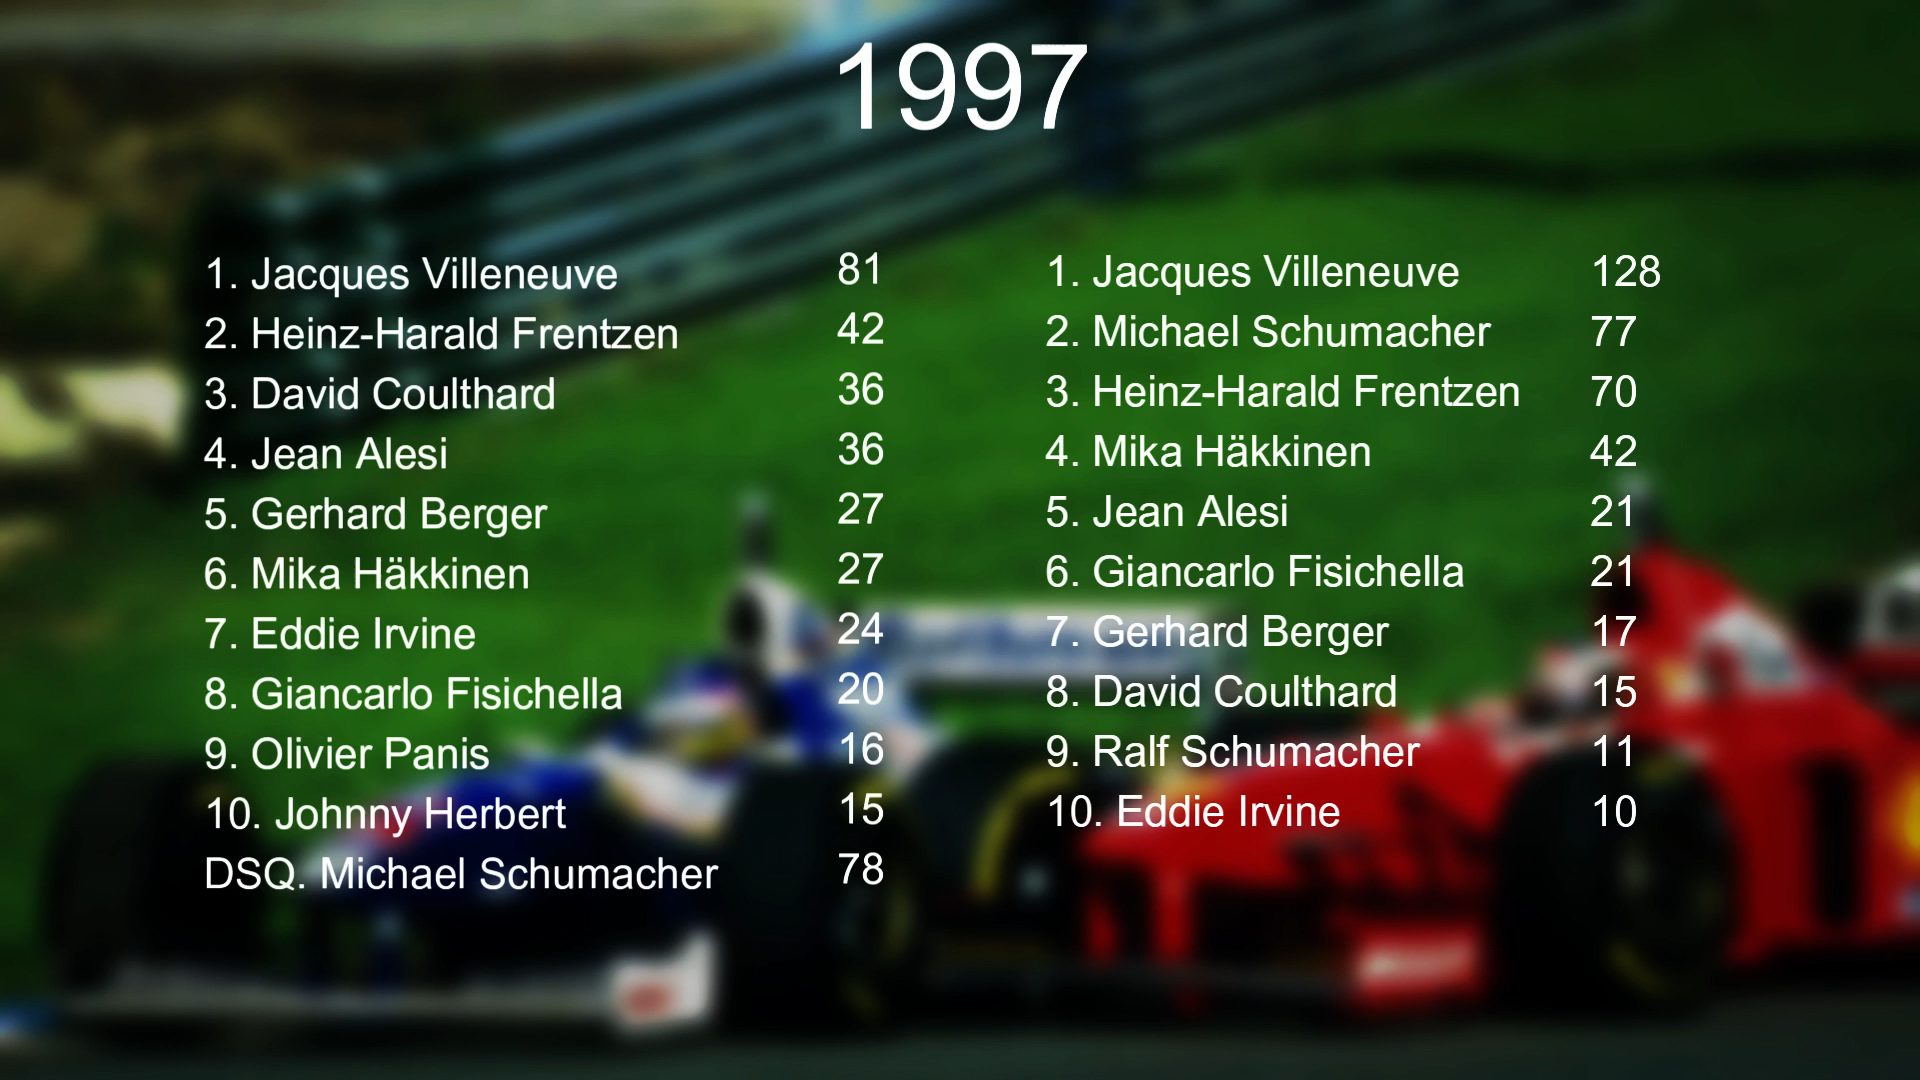 1997
1. Jacques Villeneuve 81
2. Heinz-Harald Frentzen 42
3. David Coulthard 36
4. Jean Alesi 36
5. Gerhard Berger 27
6. Mika Häkkinen 27
7. Eddie Irvine 24
8. Giancarlo Fisichella 20
9. Olivier Panis 16
10. Johnny Herbert 15
DSQ. Michael Schumacher 78
1. Jacques Villeneuve 128
2. Michael Schumacher 77
3. Heinz-Harald Frentzen 70
4. Mika Häkkinen 42
5. Jean Alesi 21
6. Giancarlo Fisichella 21
7. Gerhard Berger 17
8. David Coulthard 15
9. Ralf Schumacher 11
10. Eddie Irvine 10